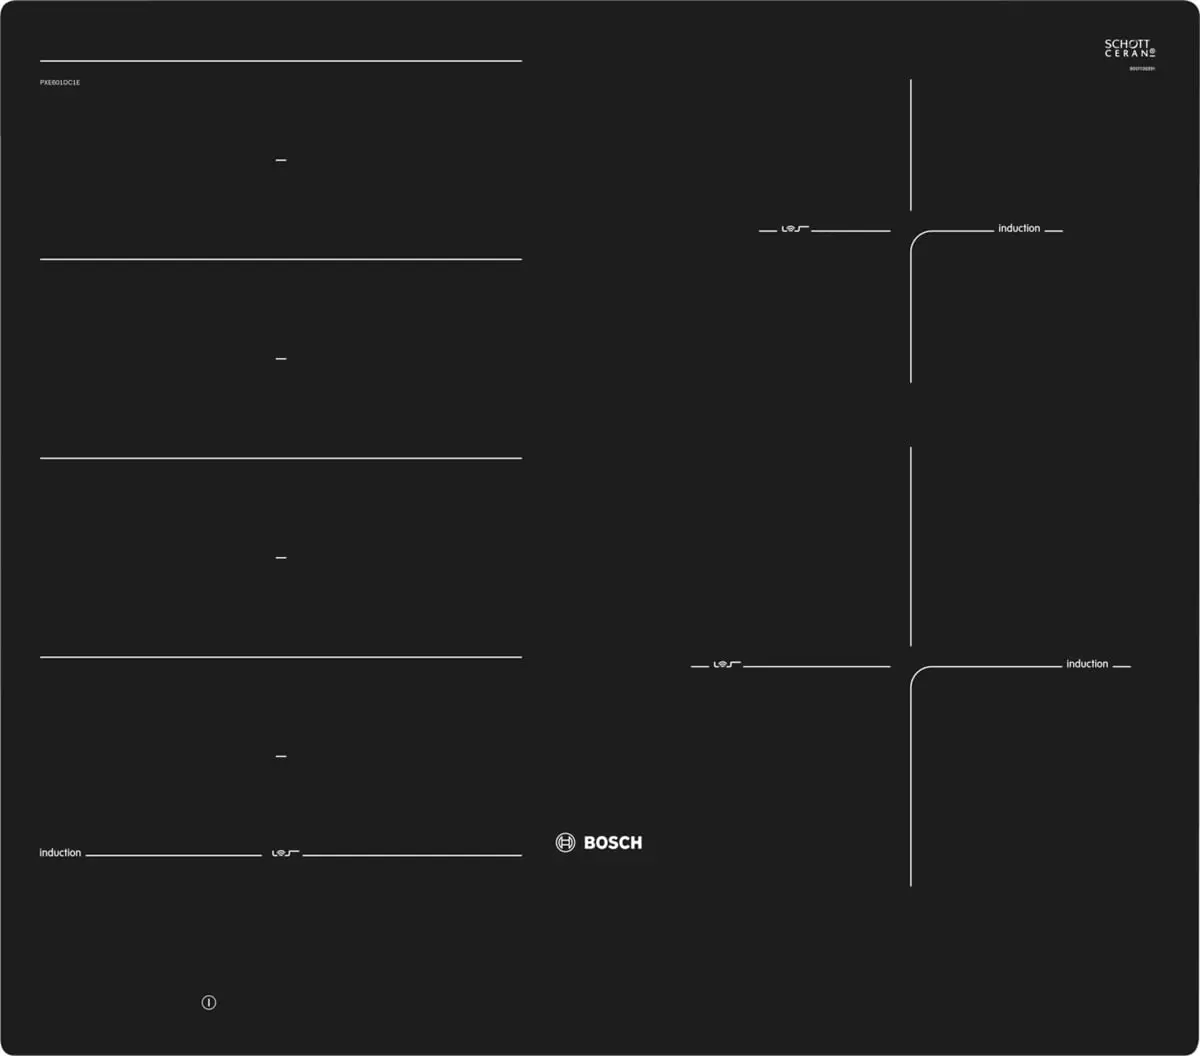 SCHOTT
CERAN®
PXE601DC1E
induction
induction
induction
BOSCH